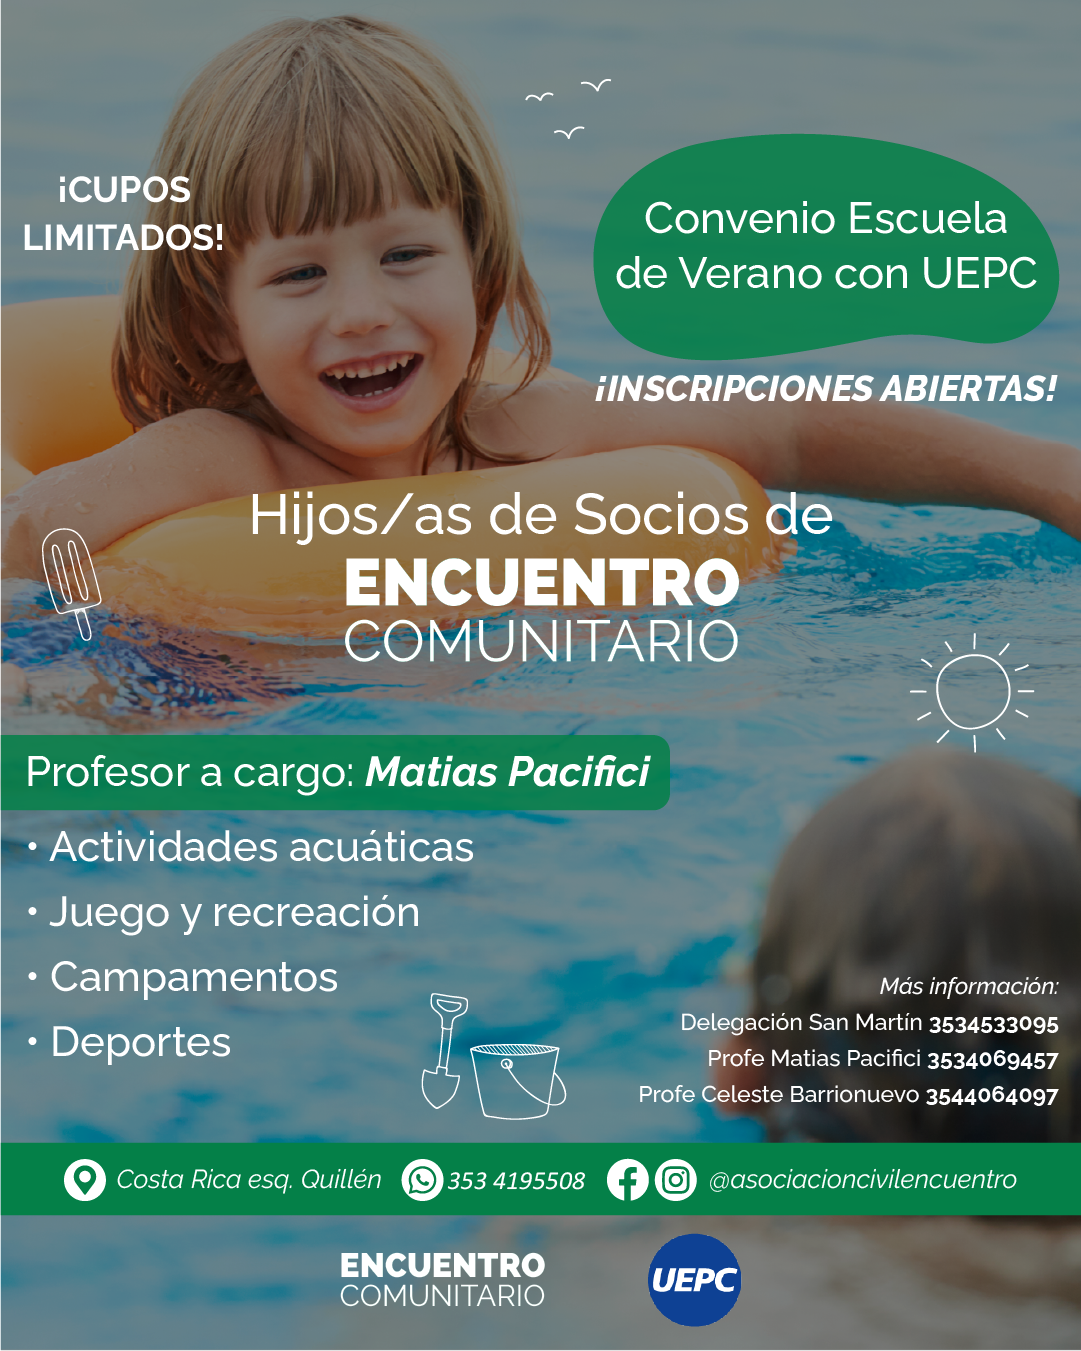 ¡CUPOS
LIMITADOS!
Convenio Escuela
de Verano con UEPC
¡INSCRIPCIONES ABIERTAS!
Hijos/as de Socios de
ENCUENTRO
COMUNITARIO
Profesor a cargo: Matias Pacifici
• Actividades acuáticas
• Juego y recreación
• Campamentos
• Deportes
Más información:
Delegación San Martín 3534533095
Profe Matias Pacifici 3534069457
Profe Celeste Barrionuevo 3544064097
Costa Rica esq. Quillén 353 4195508 @asociacioncivilencuentro
ENCUENTRO
COMUNITARIO
UEPC